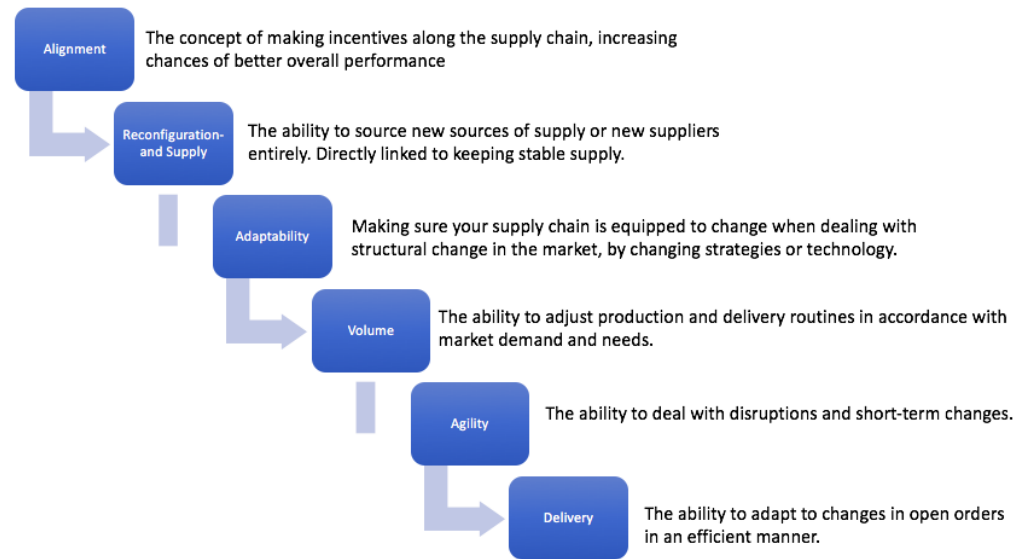 Alignment
The concept of making incentives along the supply chain, increasing
chances of better overall performance
Reconfiguration-
and Supply
The ability to source new sources of supply or new suppliers
entirely. Directly linked to keeping stable supply.
Adaptability
Making sure your supply chain is equipped to change when dealing with
structural change in the market, by changing strategies or technology.
Volume
The ability to adjust production and delivery routines in accordance with
market demand and needs.
Agility
The ability to deal with disruptions and short-term changes.
Delivery
The ability to adapt to changes in open orders
in an efficient manner.